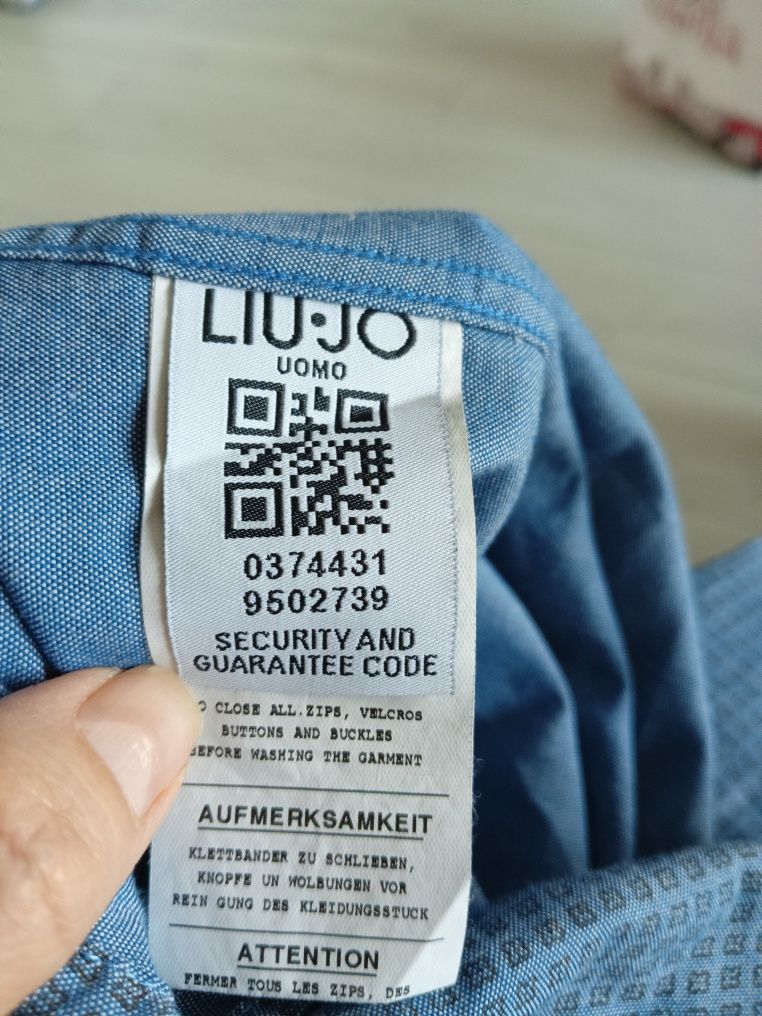 LIU·JO
UOMO
0374431
9502739
SECURITY AND
GUARANTEE CODE
CLOSE ALL.ZIPS, VELCROS
BUTTONS AND BUCKLES
BEFORE WASHING THE GARMENT
AUFMERKSAMKEIT
KLETTBANDER ZU SCHLIEBEN,
KNOPFE UN WOLBUNGEN VOR
REIN GUNG DES KLEIDUNGSSTUCK
ATTENTION
FERMER TOUS LES ZIPS, DES